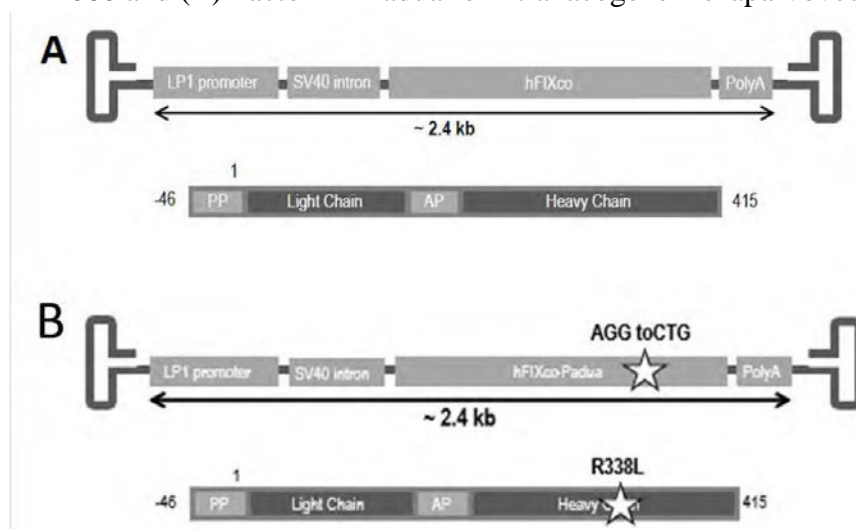 A
LP1 promoter SV40 intron hFIXco PolyA
~ 2.4 kb
1
-46 PP Light Chain AP Heavy Chain 415
B
AGG toCTG
LP1 promoter SV40 intron hFIXco-Padua PolyA
~ 2.4 kb
R338L
1
-46 PP Light Chain AP Heavy 415